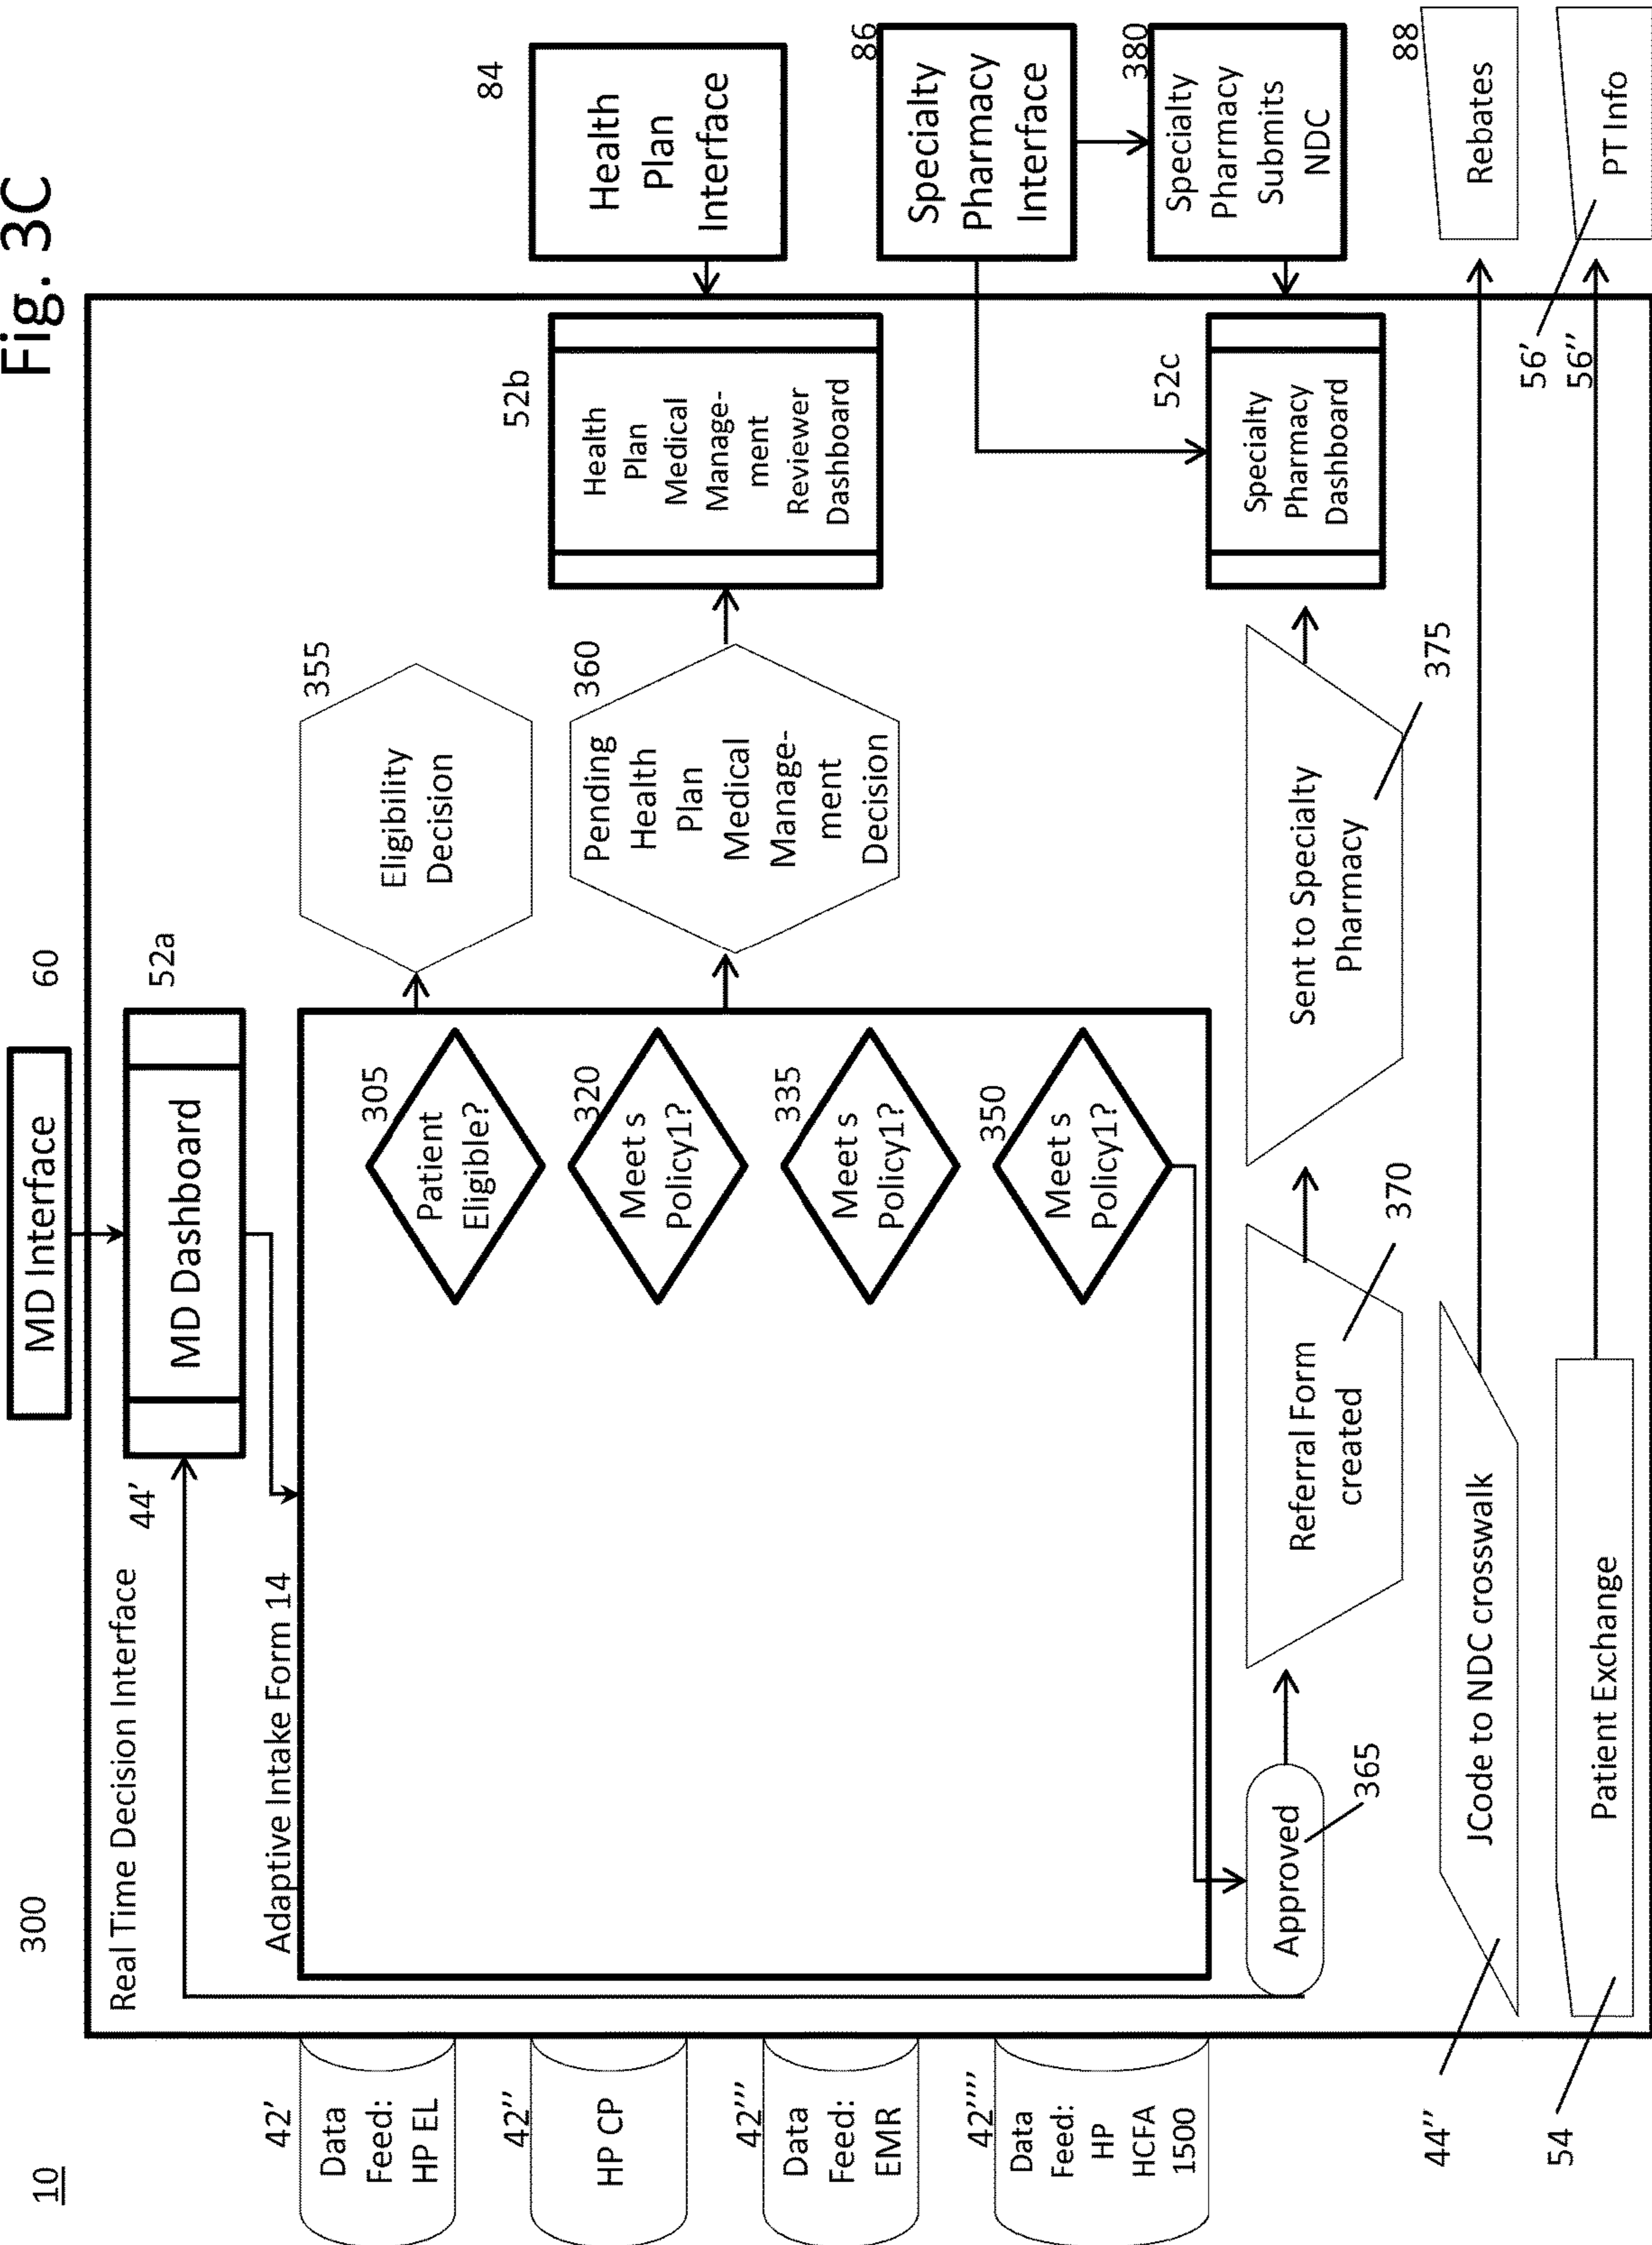 Fig. 3C
10
300
60
MD Interface
Real Time Decision Interface
44’
52a
MD Dashboard
Adaptive Intake Form 14
42’
Data
Feed:
HP EL
42’’
HP CP
42’’’
Data
Feed:
EMR
42’’’’
Data
Feed:
HP
HCFA
1500
305
Patient
Eligible?
320
Meet s
Policy1?
335
Meet s
Policy1?
350
Meet s
Policy1?
355
Eligibility
Decision
360
Pending
Health
Plan
Medical
Manage-
ment
Decision
52b
Health
Plan
Medical
Manage-
ment
Reviewer
Dashboard
84
Health
Plan
Interface
86
Specialty
Pharmacy
Interface
380
Specialty
Pharmacy
Submits
NDC
52c
Specialty
Pharmacy
Dashboard
Approved
365
Referral Form
created
370
Sent to Specialty
Pharmacy
375
44’’
JCode to NDC crosswalk
88
Rebates
54
Patient Exchange
56’
56’’
PT Info